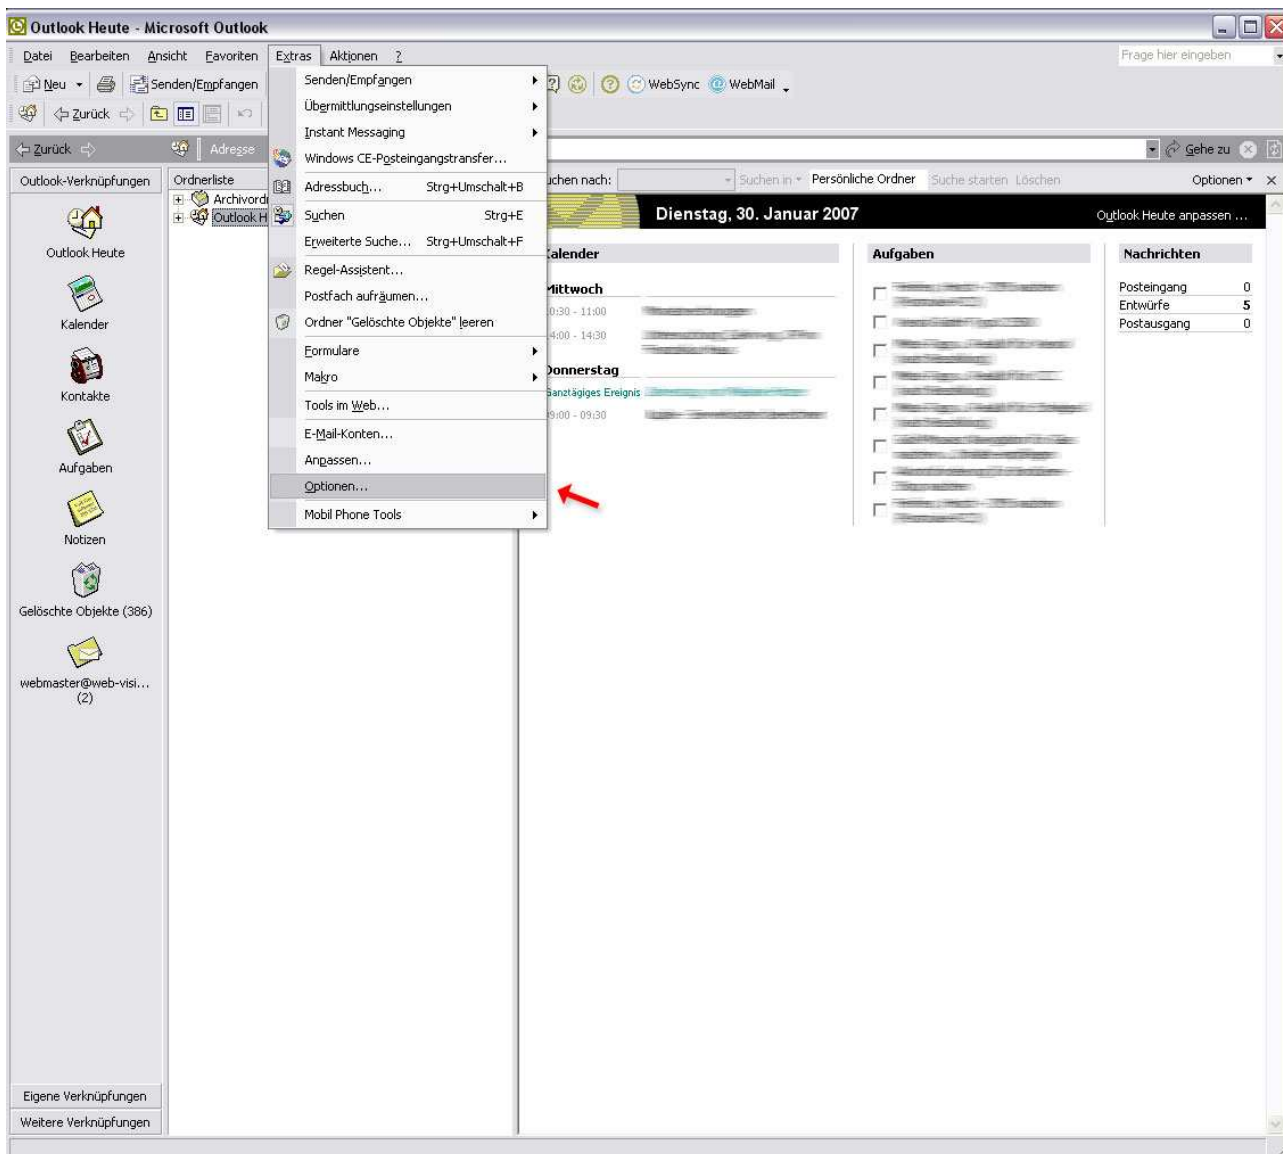 Outlook Heute - Microsoft Outlook
Datei Bearbeiten Ansicht Favoriten Extras Aktionen ?
Frage hier eingeben
Neu Senden/Empfangen
WebSync WebMail
Zurück
Zurück Adresse
Gehe zu
Outlook-Verknüpfungen
Outlook Heute
Kalender
Kontakte
Aufgaben
Notizen
Gelöschte Objekte (386)
webmaster@web-visi...
(2)
Eigene Verknüpfungen
Weitere Verknüpfungen
Ordnerliste
Archivord
Outlook H
Senden/Empfangen
Übermittlungseinstellungen
Instant Messaging
Windows CE-Posteingangstransfer...
Adressbuch... Strg+Umschalt+B
Suchen Strg+E
Erweiterte Suche... Strg+Umschalt+F
Regel-Assistent...
Postfach aufräumen...
Ordner "Gelöschte Objekte" leeren
Formulare
Makro
Tools im Web...
E-Mail-Konten...
Anpassen...
Optionen...
Mobil Phone Tools
uchen nach: Suchen in Persönliche Ordner Suche starten Löschen Optionen
Dienstag, 30. Januar 2007
Outlook Heute anpassen ...
Kalender
Mittwoch
10:30 - 11:00
14:00 - 14:30
Donnerstag
Ganztägiges Ereignis
09:00 - 09:30
Aufgaben
Nachrichten
Posteingang 0
Entwürfe 5
Postausgang 0